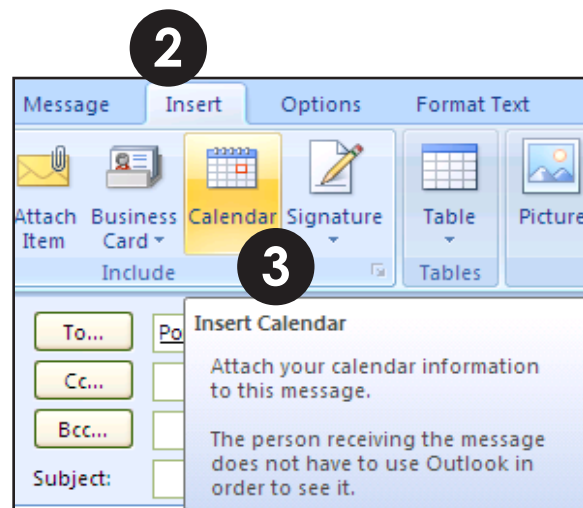 2
Message Insert Options Format Text
Attach Business Calendar Signature Table Picture
Item Card
Include Tables
3
To... Po
Insert Calendar
Cc...
Attach your calendar information
to this message.
Bcc...
The person receiving the message
Subject: does not have to use Outlook in
order to see it.